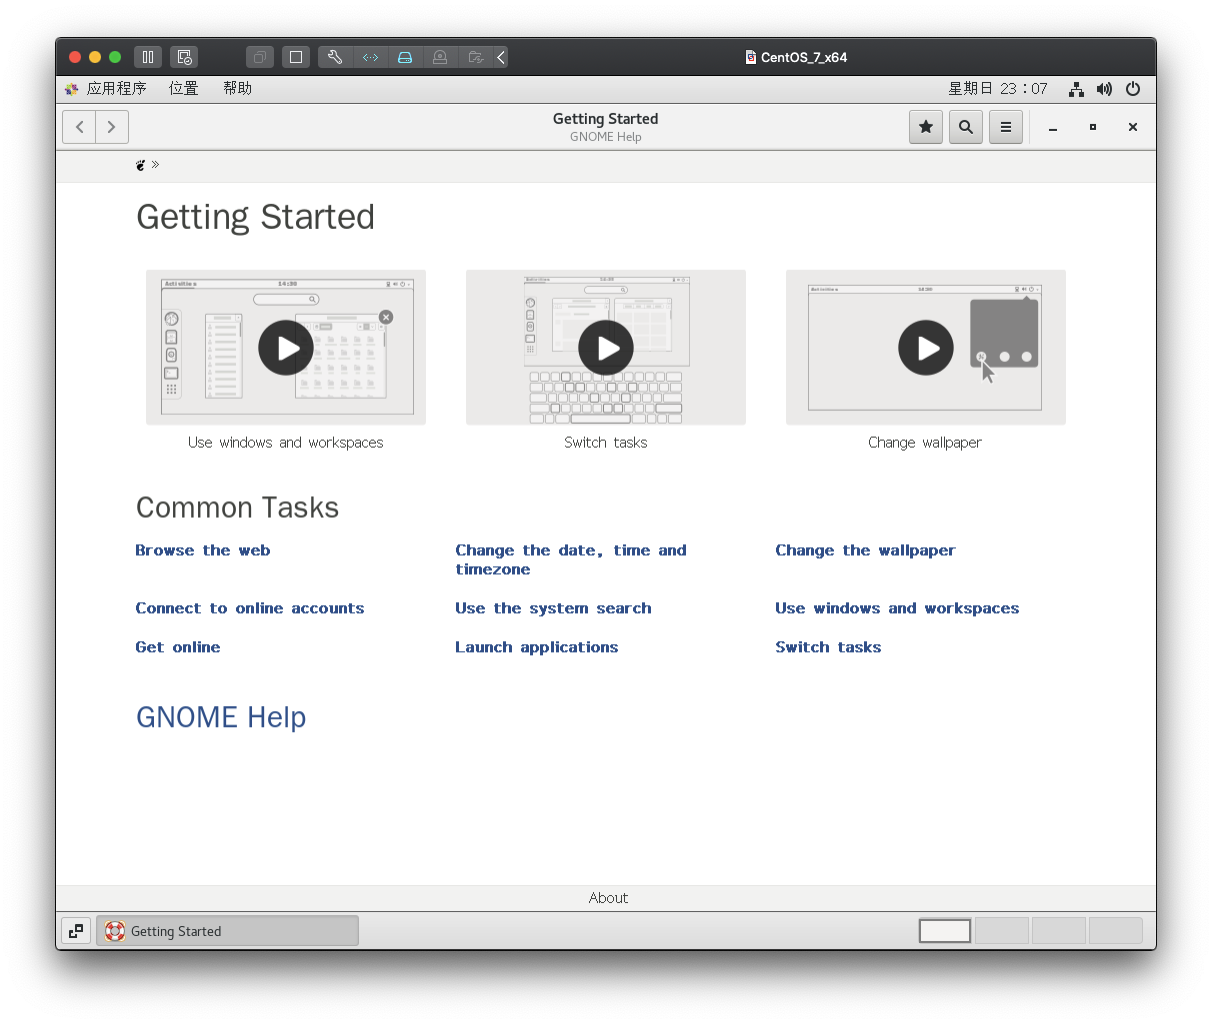 CentOS_7_x64
应用程序 位置 帮助 星期日 23：07
Getting Started
GNOME Help
»
Getting Started
Activities 14:30
Use windows and workspaces
Switch tasks
Change wallpaper
Common Tasks
Browse the web
Change the date, time and timezone
Change the wallpaper
Connect to online accounts
Use the system search
Use windows and workspaces
Get online
Launch applications
Switch tasks
GNOME Help
About
Getting Started